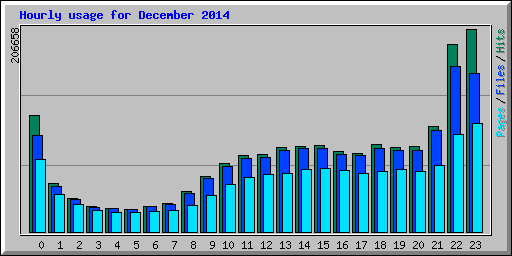 Hourly usage for December 2014
206658
Pages/Files/Hits
0 1 2 3 4 5 6 7 8 9 10 11 12 13 14 15 16 17 18 19 20 21 22 23